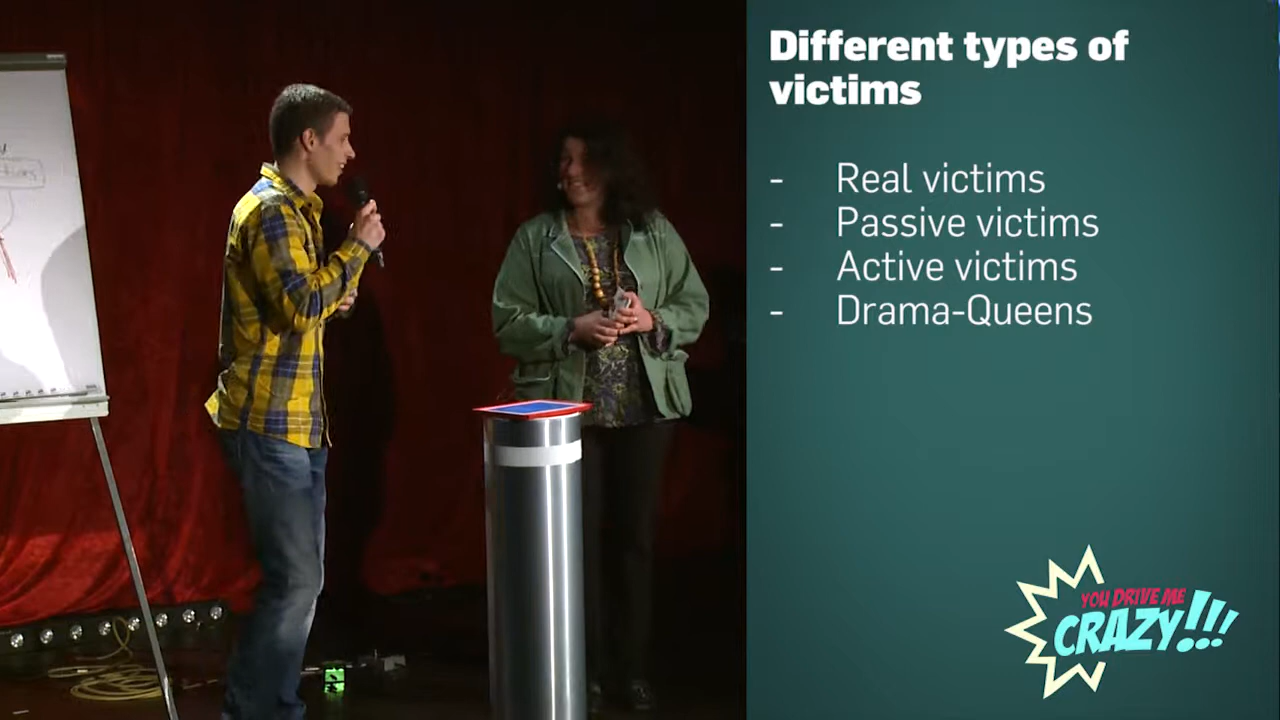 Different types of
victims
- Real victims
- Passive victims
- Active victims
- Drama-Queens
YOU DRIVE ME
CRAZY!!!